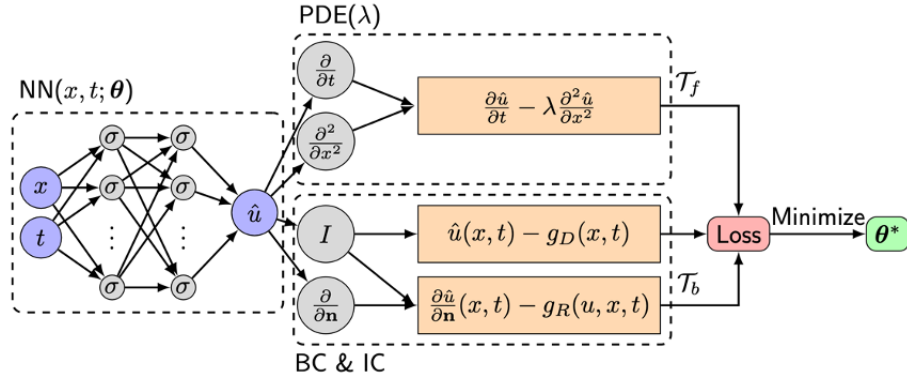 PDE(λ)
NN(x, t; θ)
∂/∂t
∂²/∂x²
∂û/∂t − λ ∂²û/∂x²
𝒯_f
σ σ
x
σ σ
t
⋮ ⋮
σ σ
û
I
û(x, t) − g_D(x, t)
∂/∂n
∂û/∂n(x, t) − g_R(u, x, t)
𝒯_b
Loss
Minimize
θ*
BC & IC